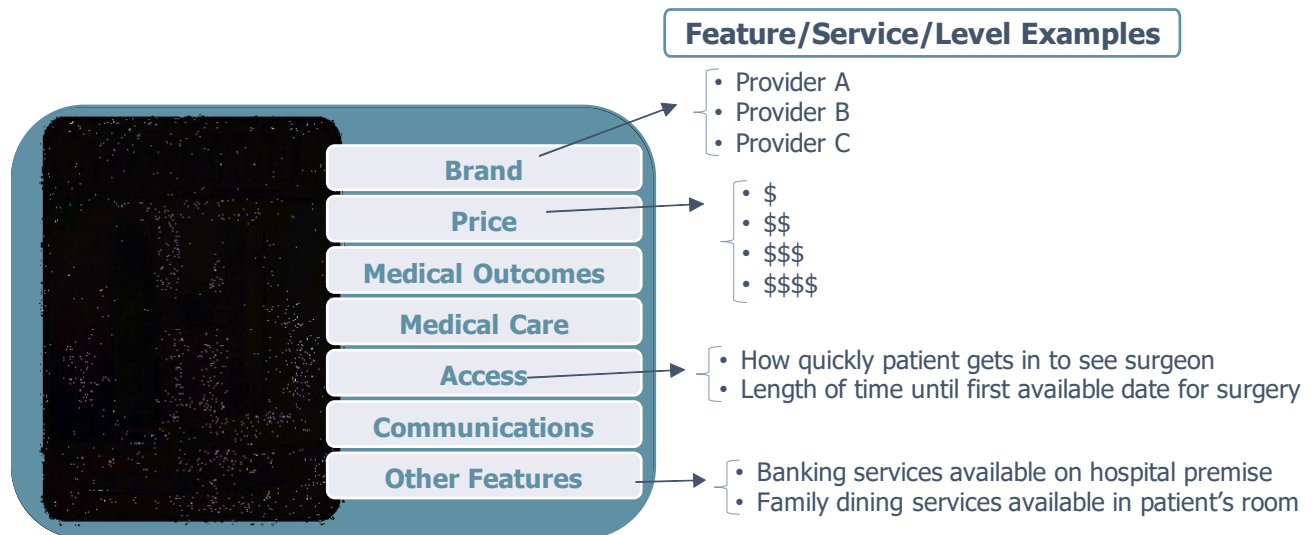 Feature/Service/Level Examples
• Provider A
• Provider B
• Provider C
Brand
• $
• $$
• $$$
• $$$$
Price
Medical Outcomes
Medical Care
Access
• How quickly patient gets in to see surgeon
• Length of time until first available date for surgery
Communications
Other Features
• Banking services available on hospital premise
• Family dining services available in patient’s room